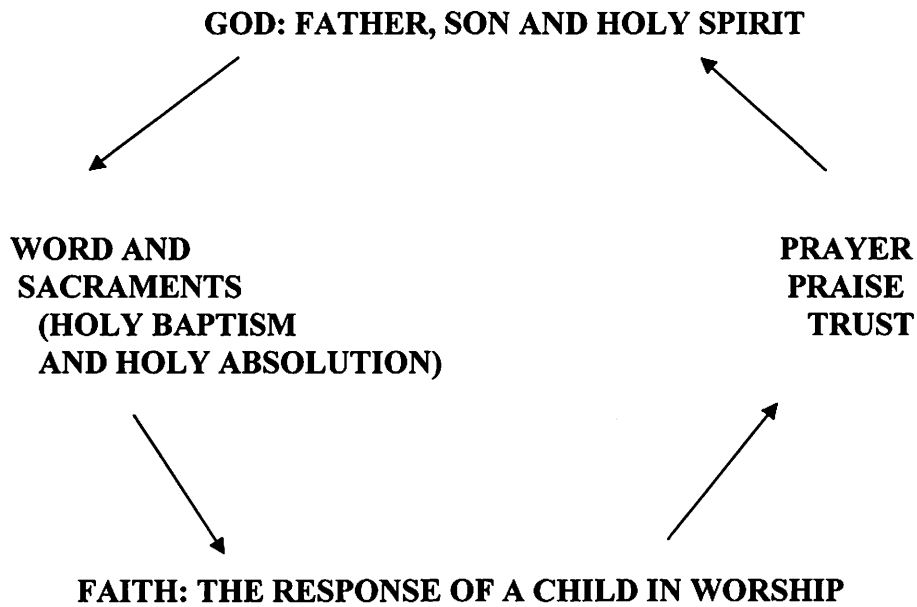 GOD: FATHER, SON AND HOLY SPIRIT
WORD AND
SACRAMENTS
(HOLY BAPTISM
AND HOLY ABSOLUTION)
PRAYER
PRAISE
TRUST
FAITH: THE RESPONSE OF A CHILD IN WORSHIP